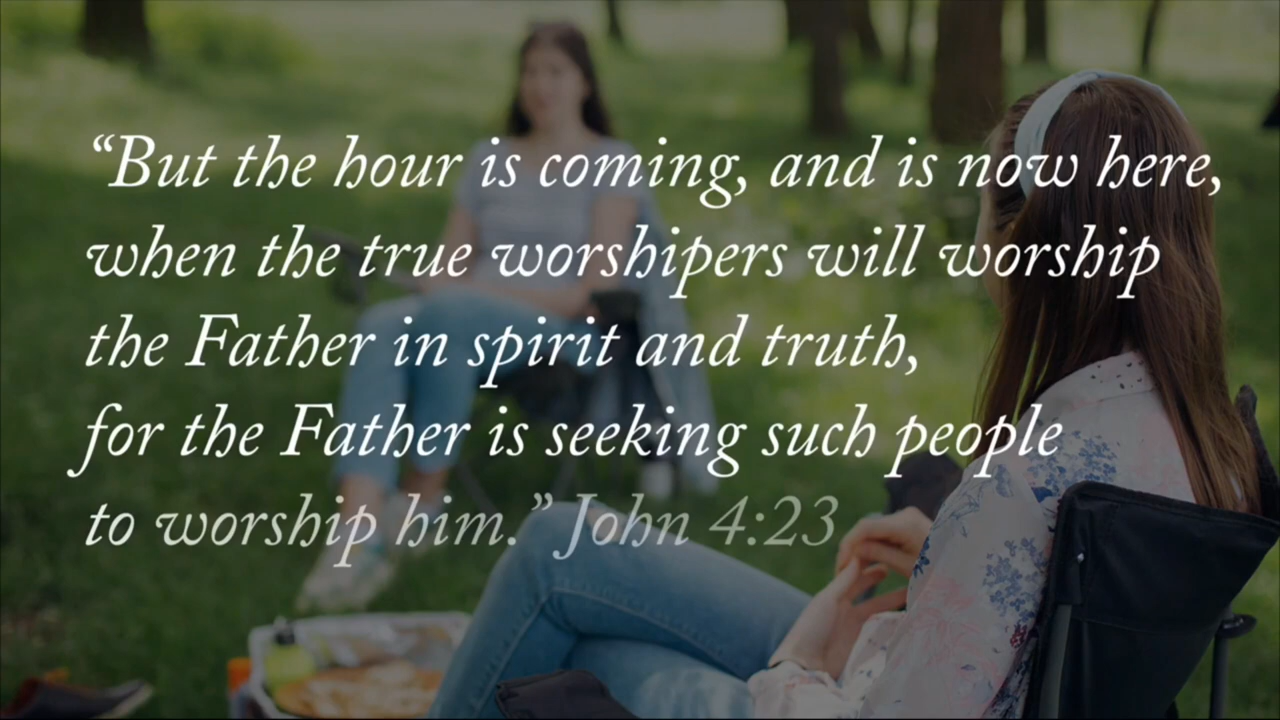 “But the hour is coming, and is now here,
when the true worshipers will worship
the Father in spirit and truth,
for the Father is seeking such people
to worship him.” John 4:23